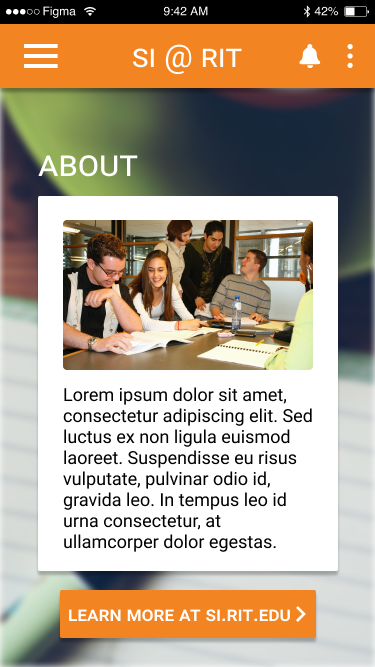 Figma 9:42 AM 42%
SI @ RIT
ABOUT
Lorem ipsum dolor sit amet,
consectetur adipiscing elit. Sed
luctus ex non ligula euismod
laoreet. Suspendisse eu risus
vulputate, pulvinar odio id,
gravida leo. In tempus leo id
urna consectetur, at
ullamcorper dolor egestas.
LEARN MORE AT SI.RIT.EDU